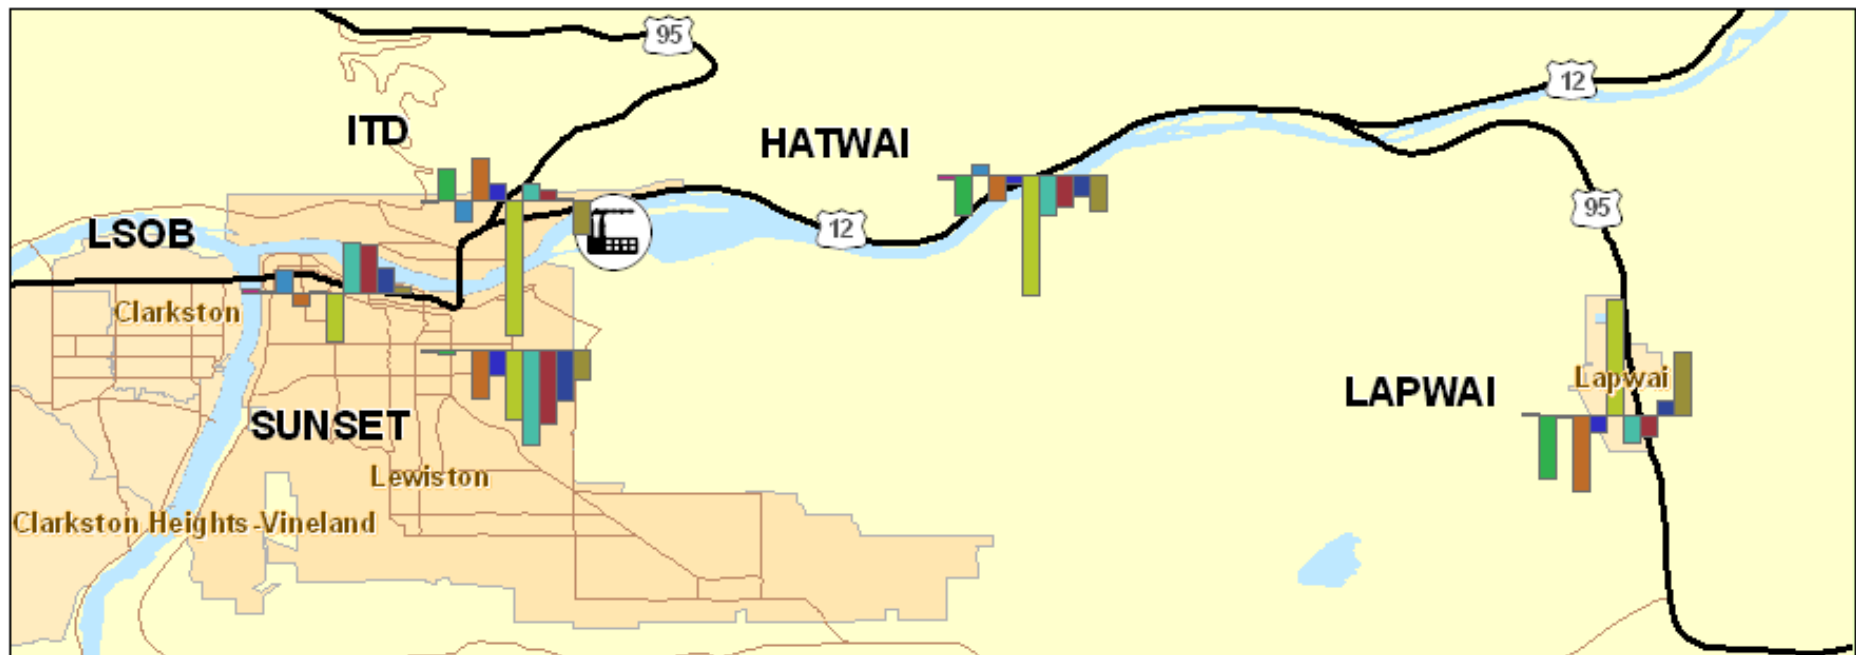 95
12
ITD
HATWAI
95
LSOB
12
Clarkston
Lapwai
LAPWAI
SUNSET
Lewiston
Clarkston Heights-Vineland